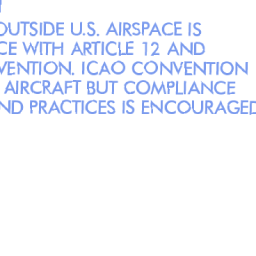 OUTSIDE U.S. AIRSPACE IS
CE WITH ARTICLE 12 AND
VENTION. ICAO CONVENTION
AIRCRAFT BUT COMPLIANCE
ND PRACTICES IS ENCOURAGED